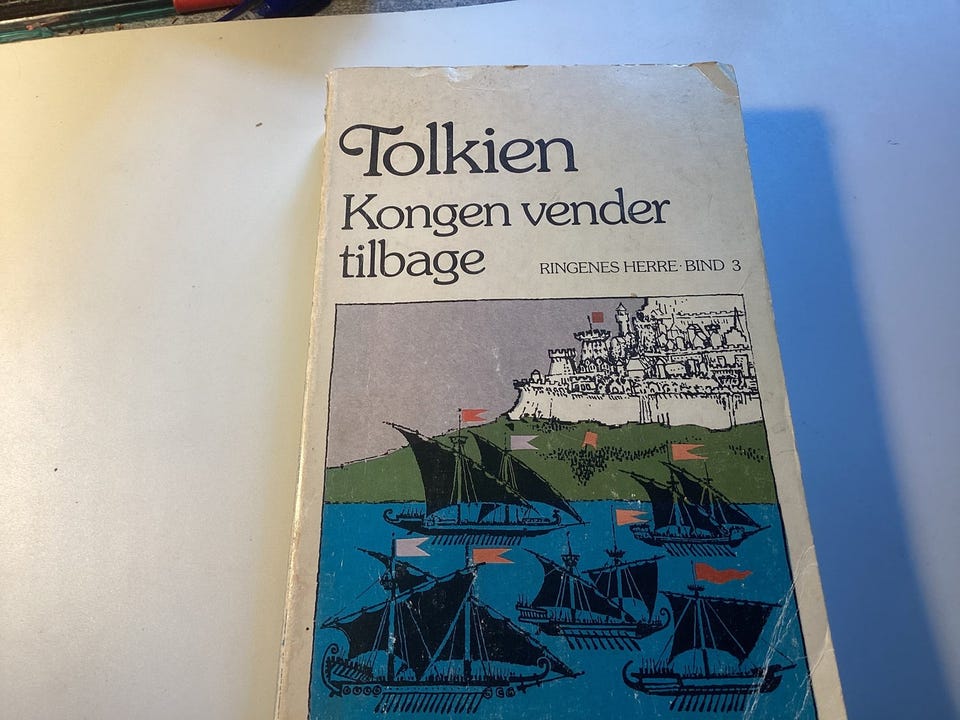 Tolkien
Kongen vender
tilbage
RINGENES HERRE·BIND 3